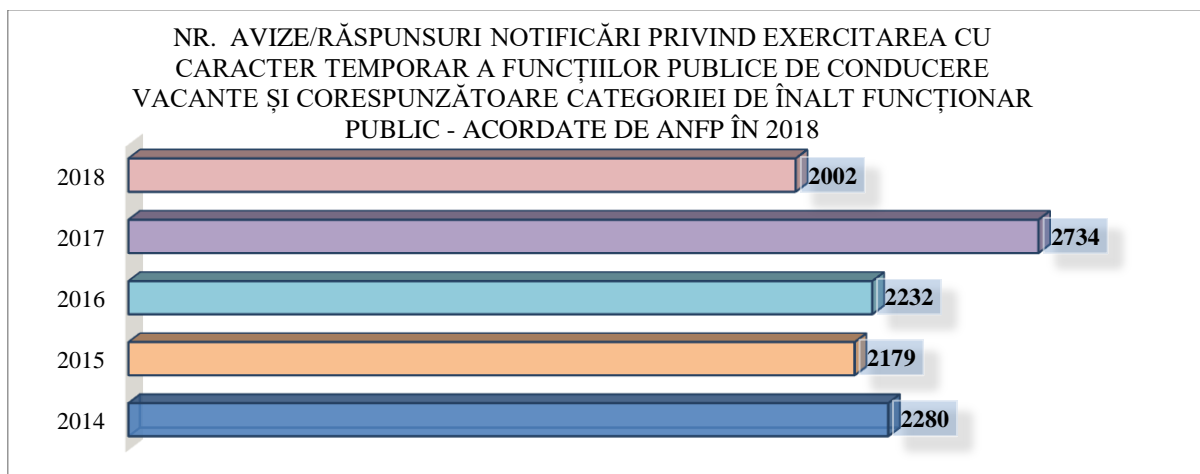 NR. AVIZE/RĂSPUNSURI NOTIFICĂRI PRIVIND EXERCITAREA CU
CARACTER TEMPORAR A FUNCȚIILOR PUBLICE DE CONDUCERE
VACANTE ȘI CORESPUNZĂTOARE CATEGORIEI DE ÎNALT FUNCȚIONAR
PUBLIC - ACORDATE DE ANFP ÎN 2018
2018 2002
2017 2734
2016 2232
2015 2179
2014 2280